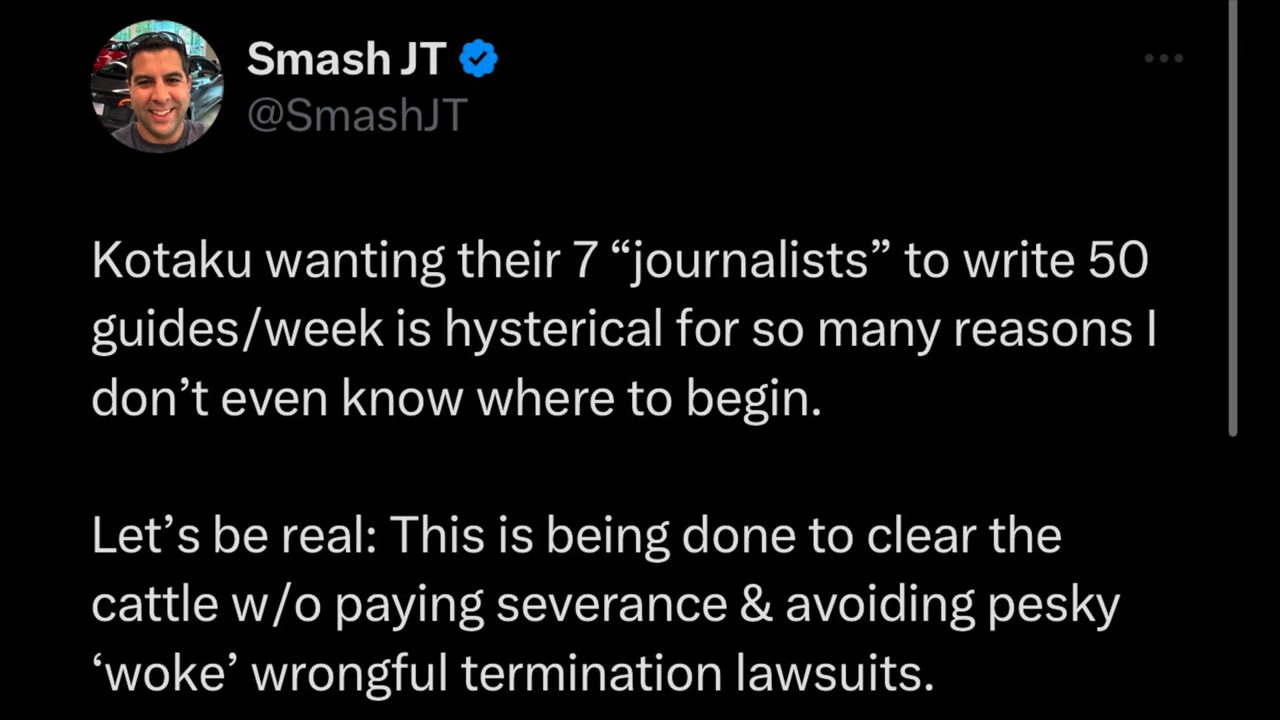 Smash JT
@SmashJT
Kotaku wanting their 7 “journalists” to write 50
guides/week is hysterical for so many reasons I
don’t even know where to begin.
Let’s be real: This is being done to clear the
cattle w/o paying severance & avoiding pesky
‘woke’ wrongful termination lawsuits.